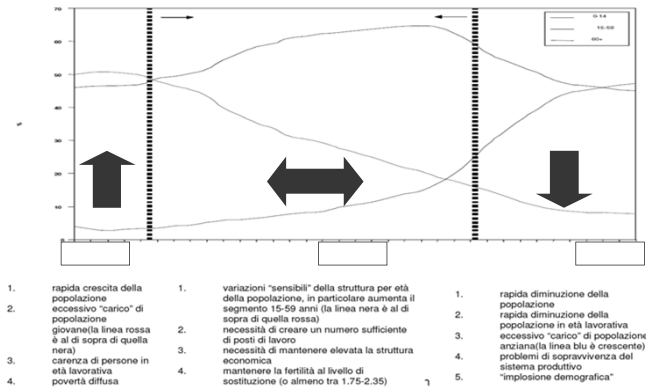 70
0-14
15-59
60+
60
50
%
40
30
20
10
0
1. rapida crescita della
popolazione
2. eccessivo “carico” di
popolazione
giovane(la linea rossa
è al di sopra di quella
nera)
3. carenza di persone in
età lavorativa
4. povertà diffusa
1. variazioni “sensibili” della struttura per età
della popolazione, in particolare aumenta il
segmento 15-59 anni (la linea nera è al di
sopra di quella rossa)
2. necessità di creare un numero sufficiente
di posti di lavoro
3. necessità di mantenere elevata la struttura
economica
4. mantenere la fertilità al livello di
sostituzione (o almeno tra 1.75-2.35)
1. rapida diminuzione della
popolazione
2. rapida diminuzione della
popolazione in età lavorativa
3. eccessivo “carico” di popolazione
anziana(la linea blu è crescente)
4. problemi di sopravvivenza del
sistema produttivo
5. “implosione demografica”